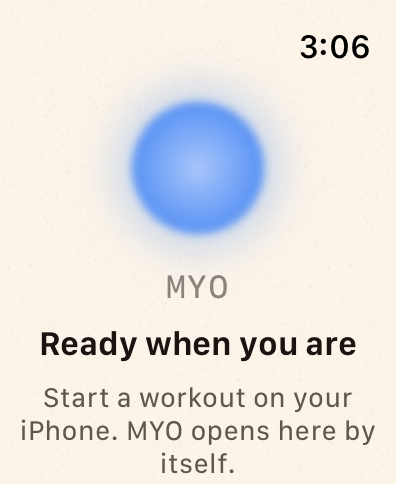 3:06
MYO
Ready when you are
Start a workout on your
iPhone. MYO opens here by
itself.